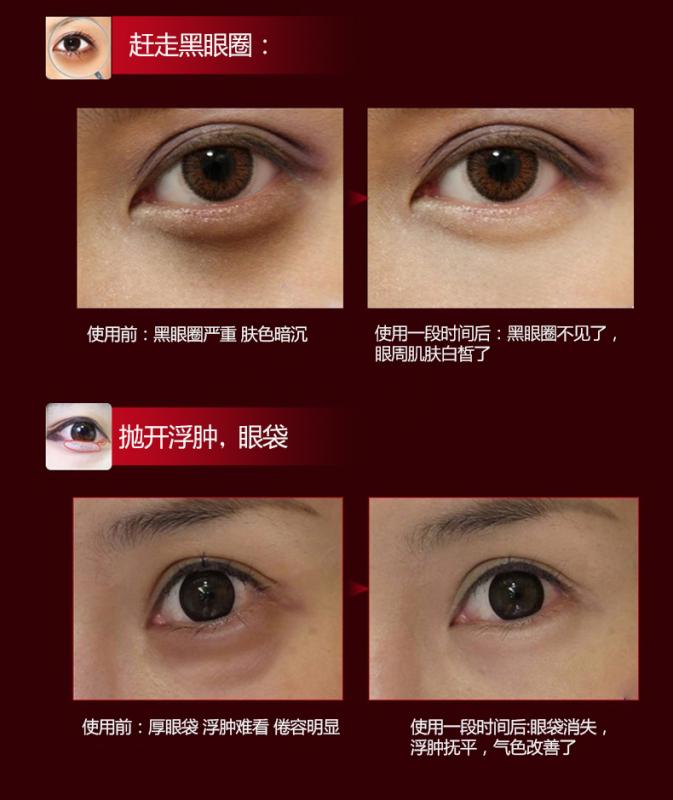 赶走黑眼圈：
使用前：黑眼圈严重 肤色暗沉
使用一段时间后：黑眼圈不见了，
眼周肌肤白皙了
抛开浮肿，眼袋
使用前：厚眼袋 浮肿难看 倦容明显
使用一段时间后:眼袋消失，
浮肿抚平，气色改善了